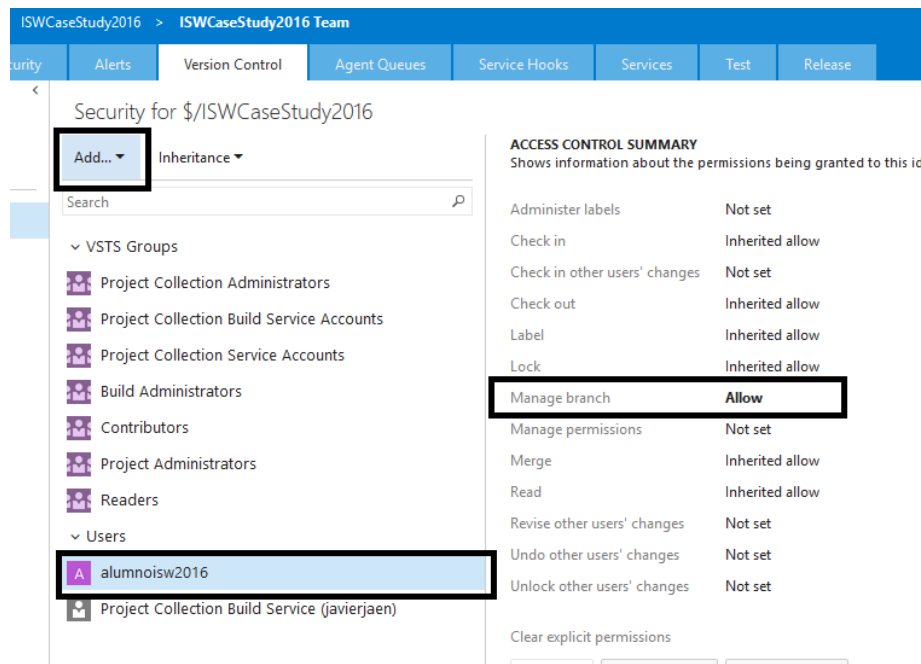 ISWCaseStudy2016 > ISWCaseStudy2016 Team
curity Alerts Version Control Agent Queues Service Hooks Services Test Release
Security for $/ISWCaseStudy2016
Add... Inheritance
Search
VSTS Groups
Project Collection Administrators
Project Collection Build Service Accounts
Project Collection Service Accounts
Build Administrators
Contributors
Project Administrators
Readers
Users
A alumnoisw2016
Project Collection Build Service (javierjaen)
ACCESS CONTROL SUMMARY
Shows information about the permissions being granted to this id
Administer labels Not set
Check in Inherited allow
Check in other users' changes Not set
Check out Inherited allow
Label Inherited allow
Lock Inherited allow
Manage branch Allow
Manage permissions Not set
Merge Inherited allow
Read Inherited allow
Revise other users' changes Not set
Undo other users' changes Not set
Unlock other users' changes Not set
Clear explicit permissions